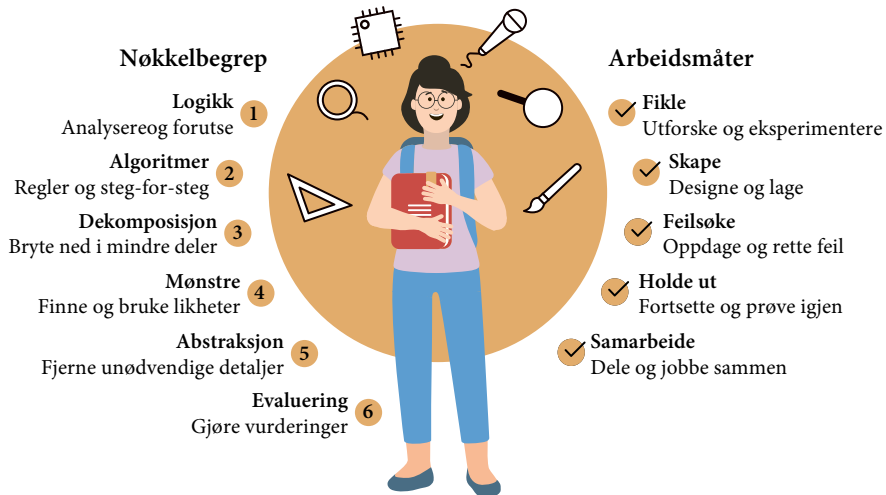 Nøkkelbegrep
Logikk
1
Analysereog forutse
Algoritmer
2
Regler og steg-for-steg
Dekomposisjon
3
Bryte ned i mindre deler
Mønstre
4
Finne og bruke likheter
Abstraksjon
5
Fjerne unødvendige detaljer
Evaluering
6
Gjøre vurderinger
Arbeidsmåter
Fikle
Utforske og eksperimentere
Skape
Designe og lage
Feilsøke
Oppdage og rette feil
Holde ut
Fortsette og prøve igjen
Samarbeide
Dele og jobbe sammen